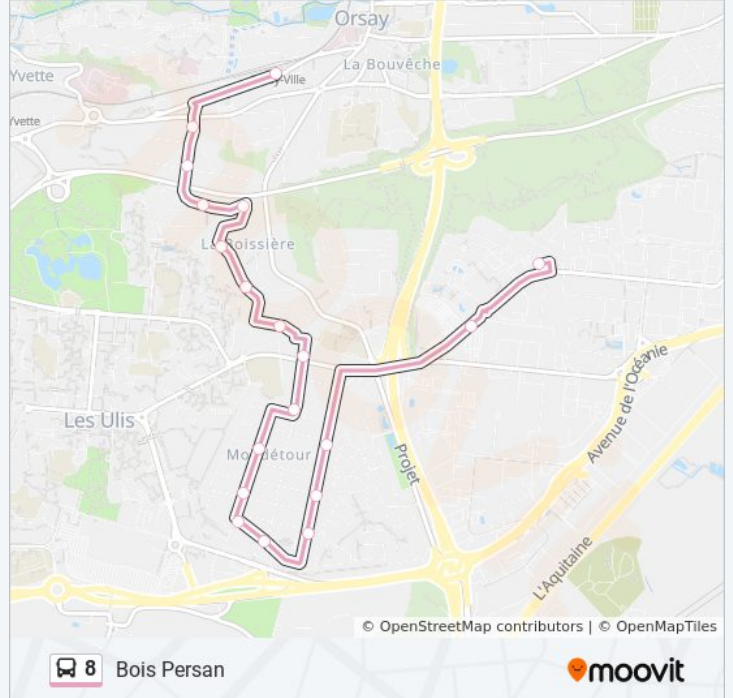 Orsay
La Bouvêche
y-Ville
Yvette
Yvette
La Boissière
Les Ulis
Mondétour
Projet
Avenue de l'Océanie
L'Aquitaine
© OpenStreetMap contributors | © OpenMapTiles
8 Bois Persan
moovit